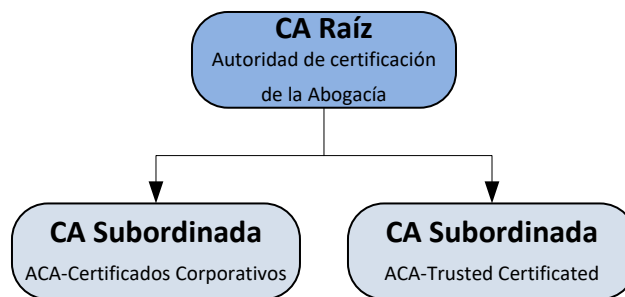 CA Raíz
Autoridad de certificación
de la Abogacía
CA Subordinada
ACA-Certificados Corporativos
CA Subordinada
ACA-Trusted Certificated